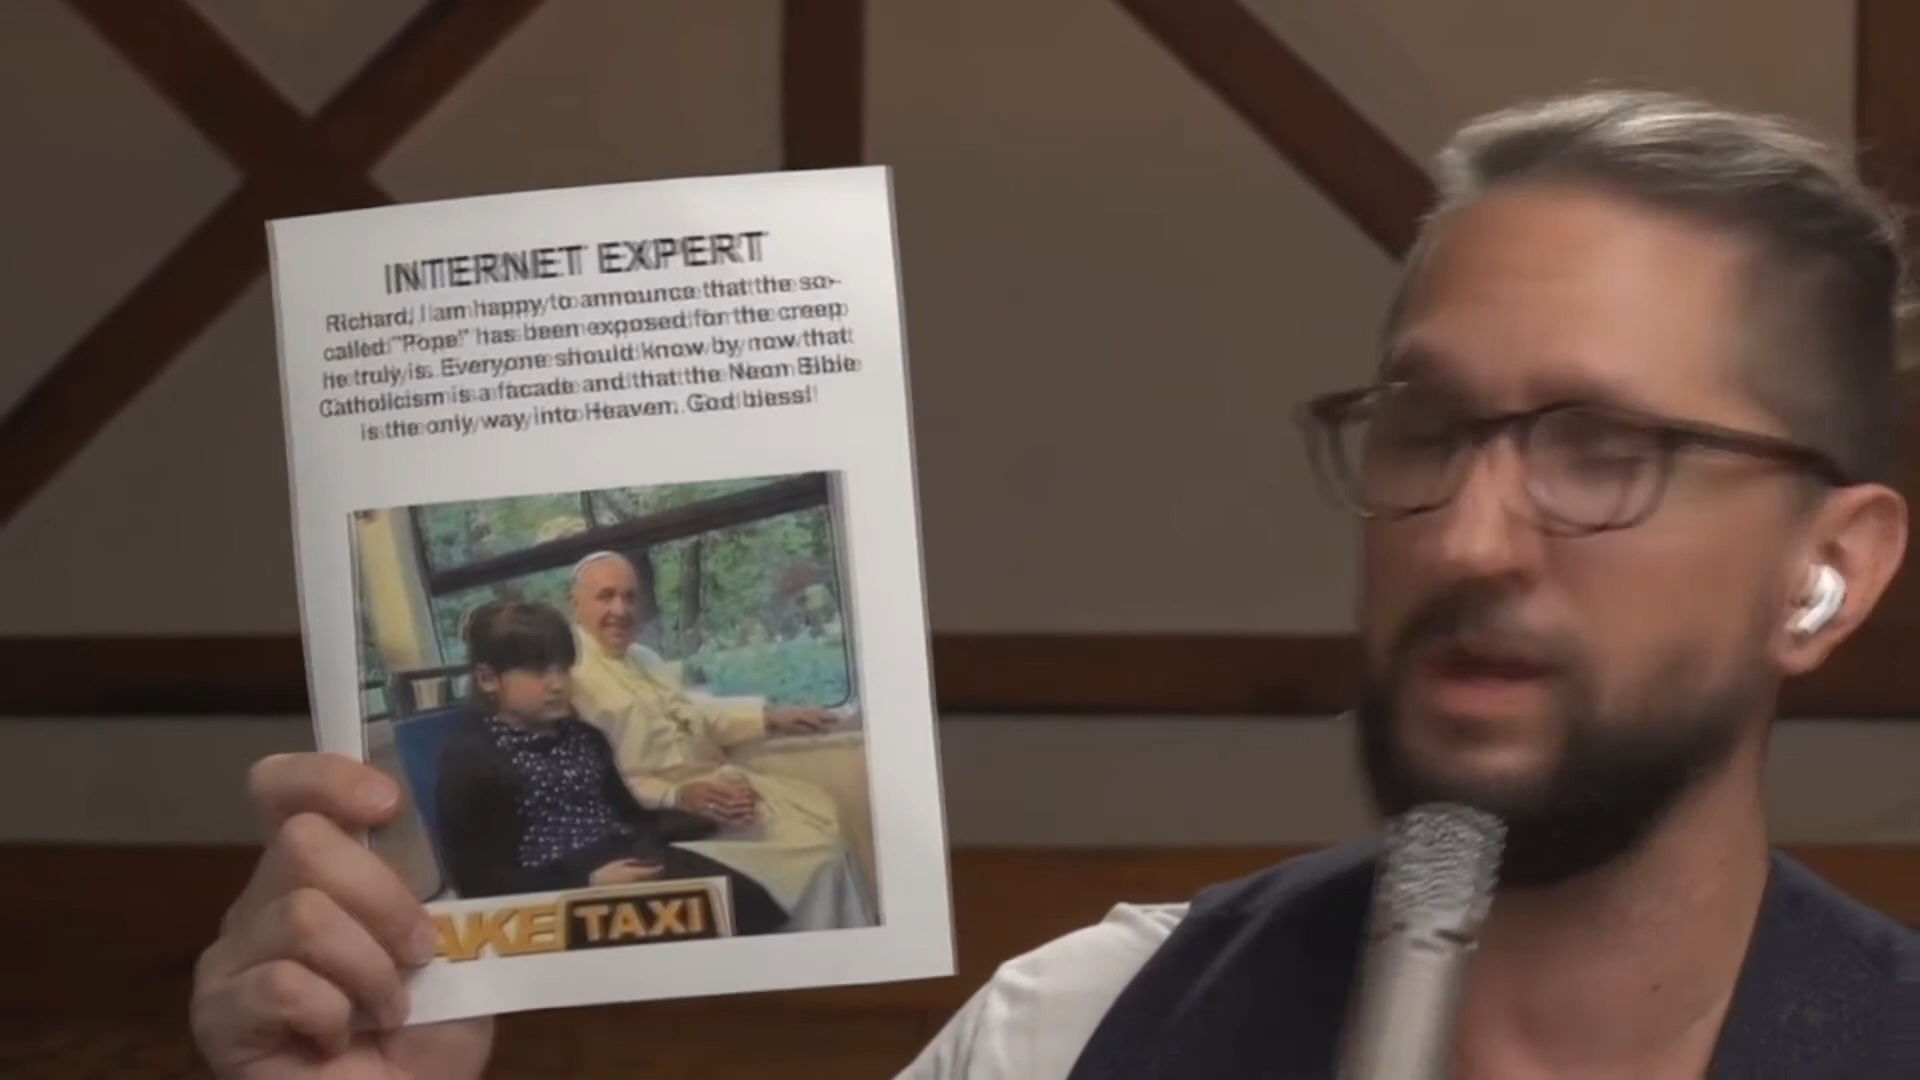 INTERNET EXPERT
Richard, I am happy to announce that the so-
called "Pope" has been exposed for the creep
he truly is. Everyone should know by now that
Catholicism is a facade and that the Neon Bible
is the only way into Heaven. God bless!
AKE TAXI